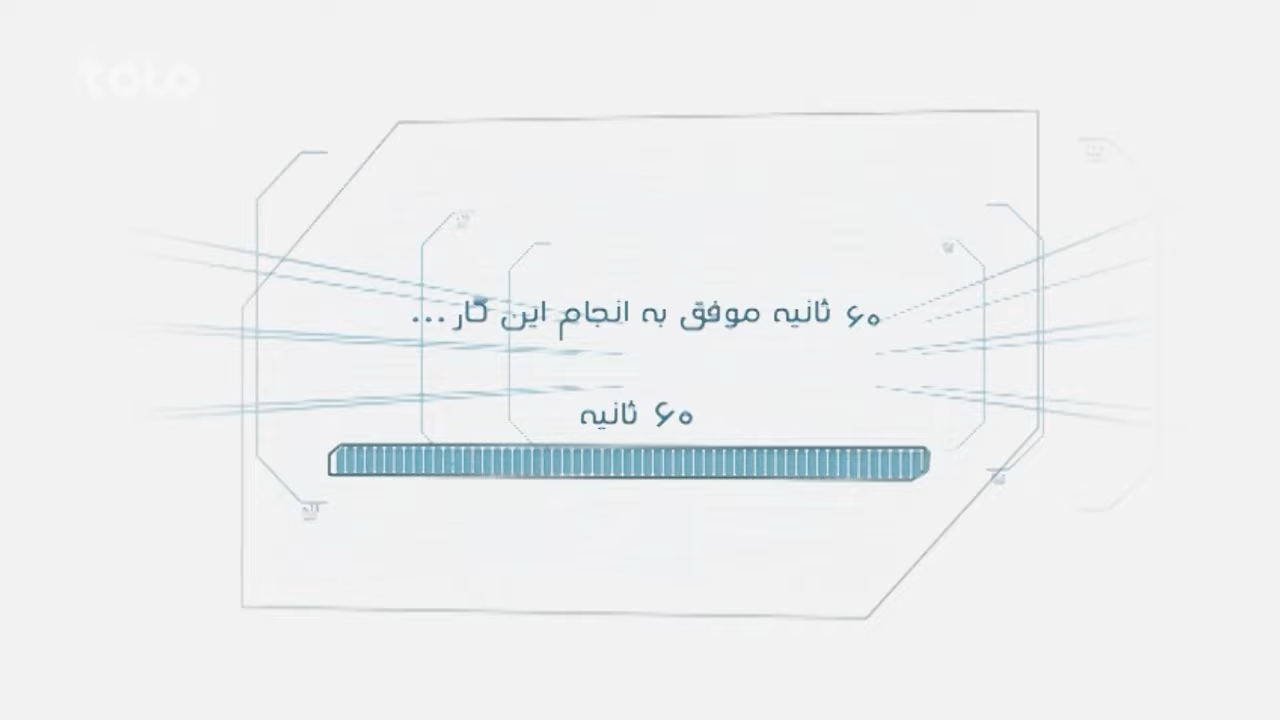 tolo
۶۰ ثانیه موفق به انجام این کار ...
۶۰ ثانیه